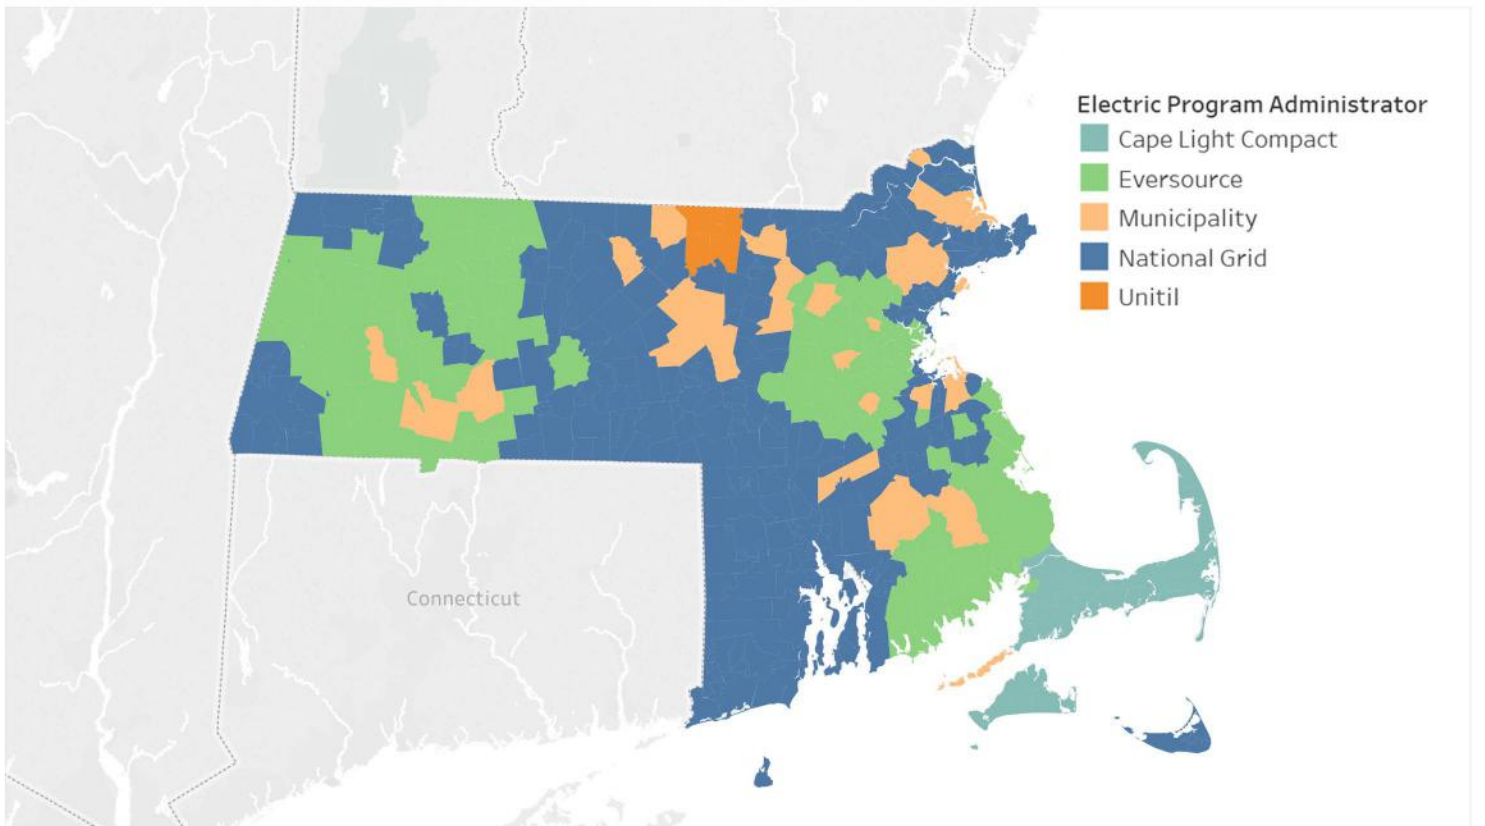 Electric Program Administrator
Cape Light Compact
Eversource
Municipality
National Grid
Unitil
Connecticut